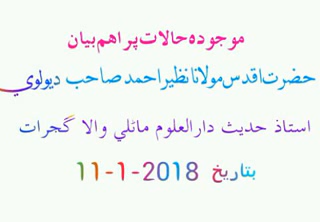 موجودہ حالات پر اہم بیان
حضرت اقدس مولانا نظیر احمد صاحب دیولوی
استاذ حدیث دارالعلوم ماٹلي والا گجرات
بتاریخ 2018-1-11